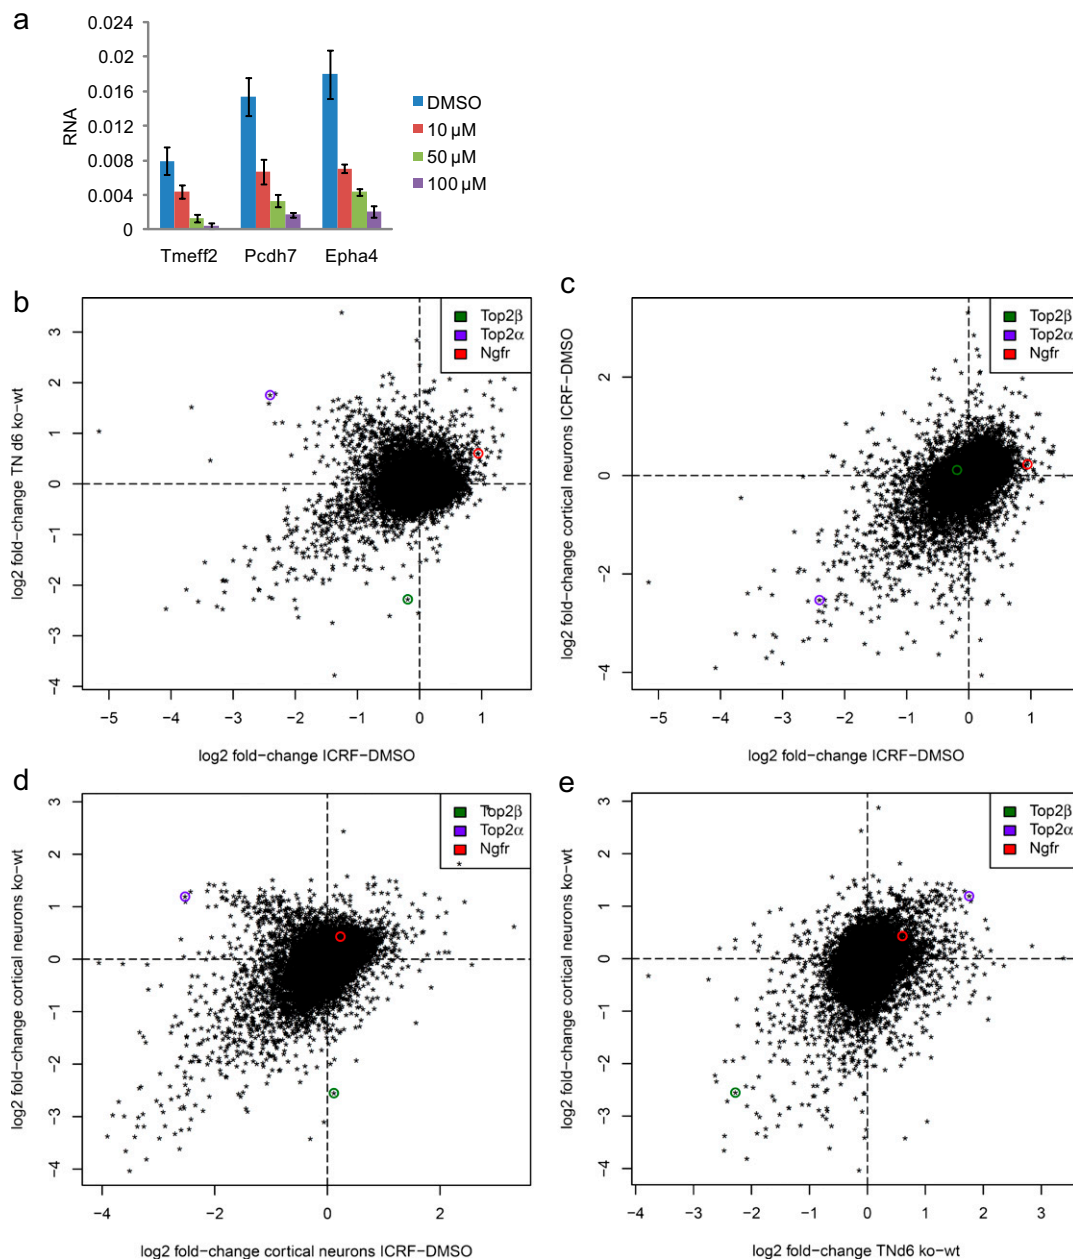 a
0.024
0.02
0.016
0.012
0.008
0.004
0
RNA
DMSO
10 µM
50 µM
100 µM
Tmeff2 Pcdh7 Epha4
b
log2 fold−change TN d6 ko−wt
3
2
1
0
−1
−2
−3
−4
Top2β
Top2α
Ngfr
−5 −4 −3 −2 −1 0 1
log2 fold−change ICRF−DMSO
c
log2 fold−change cortical neurons ICRF−DMSO
2
0
−2
−4
Top2β
Top2α
Ngfr
−5 −4 −3 −2 −1 0 1
log2 fold−change ICRF−DMSO
d
log2 fold−change cortical neurons ko−wt
3
2
1
0
−1
−2
−3
−4
Top2β
Top2α
Ngfr
−4 −2 0 2
log2 fold−change cortical neurons ICRF−DMSO
e
log2 fold−change cortical neurons ko−wt
3
2
1
0
−1
−2
−3
−4
Top2β
Top2α
Ngfr
−4 −3 −2 −1 0 1 2 3
log2 fold−change TNd6 ko−wt